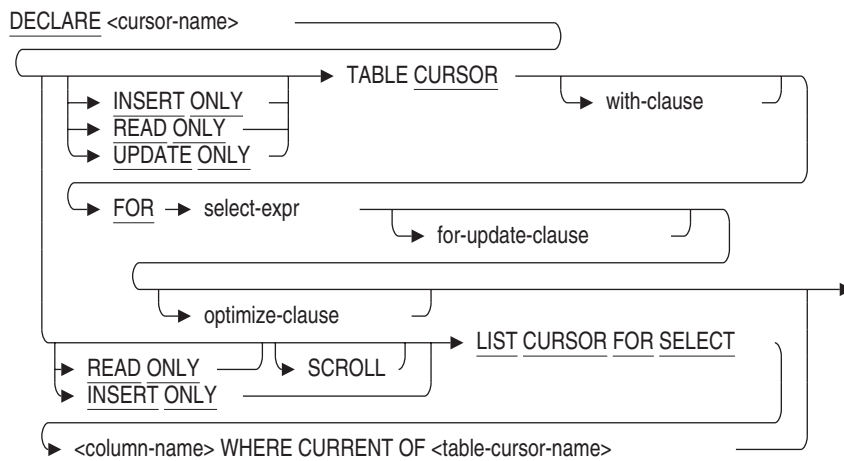 DECLARE <cursor-name>
TABLE CURSOR
INSERT ONLY
with-clause
READ ONLY
UPDATE ONLY
FOR select-expr
for-update-clause
optimize-clause
LIST CURSOR FOR SELECT
READ ONLY SCROLL
INSERT ONLY
<column-name> WHERE CURRENT OF <table-cursor-name>